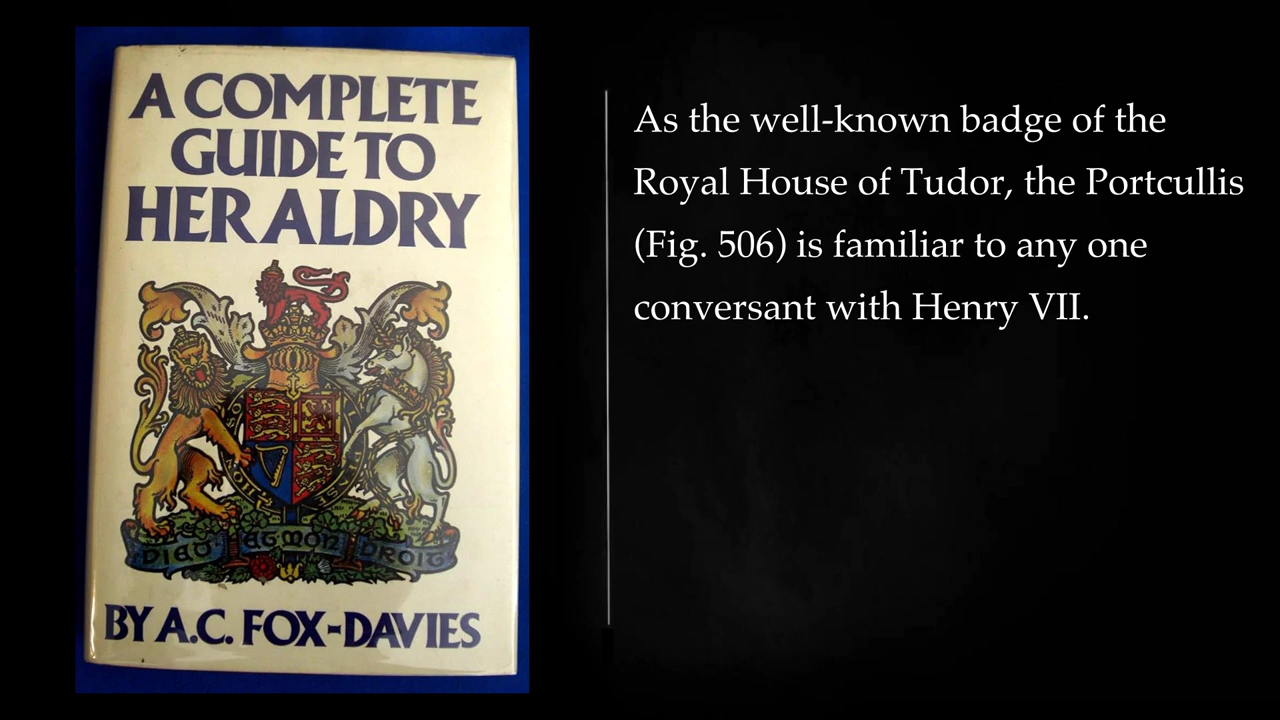 A COMPLETE
GUIDE TO
HERALDRY
DIEU ET MON DROIT
BY A.C. FOX-DAVIES
As the well-known badge of the
Royal House of Tudor, the Portcullis
(Fig. 506) is familiar to any one
conversant with Henry VII.